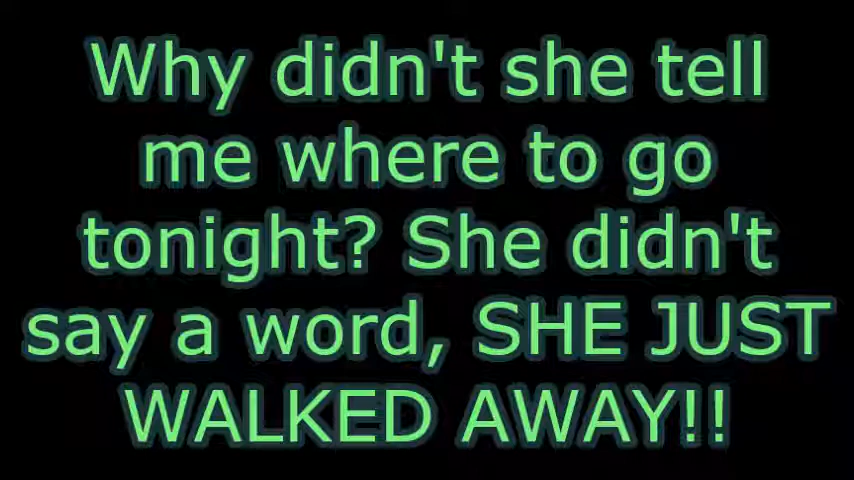 Why didn't she tell
me where to go
tonight? She didn't
say a word, SHE JUST
WALKED AWAY!!